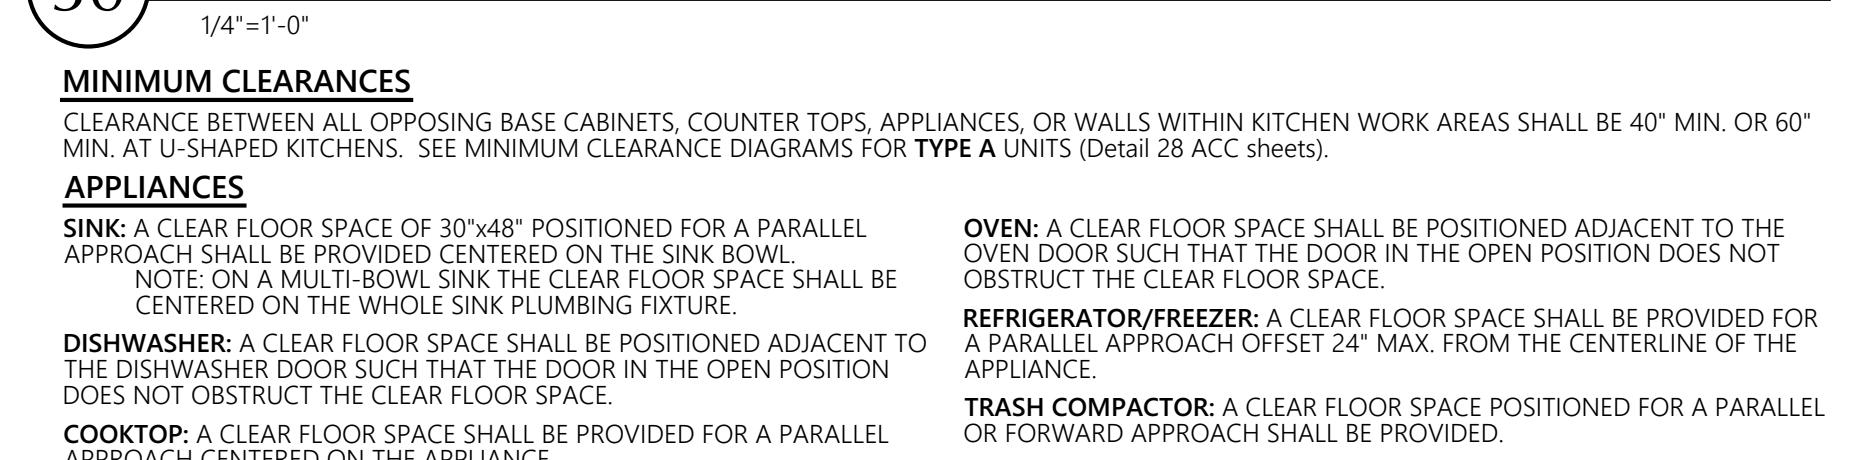 1/4"=1'-0"
MINIMUM CLEARANCES
CLEARANCE BETWEEN ALL OPPOSING BASE CABINETS, COUNTER TOPS, APPLIANCES, OR WALLS WITHIN KITCHEN WORK AREAS SHALL BE 40" MIN. OR 60"
MIN. AT U-SHAPED KITCHENS.  SEE MINIMUM CLEARANCE DIAGRAMS FOR TYPE A UNITS (Detail 28 ACC sheets).
APPLIANCES
SINK: A CLEAR FLOOR SPACE OF 30"x48" POSITIONED FOR A PARALLEL
APPROACH SHALL BE PROVIDED CENTERED ON THE SINK BOWL.
NOTE: ON A MULTI-BOWL SINK THE CLEAR FLOOR SPACE SHALL BE
CENTERED ON THE WHOLE SINK PLUMBING FIXTURE.
DISHWASHER: A CLEAR FLOOR SPACE SHALL BE POSITIONED ADJACENT TO
THE DISHWASHER DOOR SUCH THAT THE DOOR IN THE OPEN POSITION
DOES NOT OBSTRUCT THE CLEAR FLOOR SPACE.
COOKTOP: A CLEAR FLOOR SPACE SHALL BE PROVIDED FOR A PARALLEL
APPROACH CENTERED ON THE APPLIANCE
OVEN: A CLEAR FLOOR SPACE SHALL BE POSITIONED ADJACENT TO THE
OVEN DOOR SUCH THAT THE DOOR IN THE OPEN POSITION DOES NOT
OBSTRUCT THE CLEAR FLOOR SPACE.
REFRIGERATOR/FREEZER: A CLEAR FLOOR SPACE SHALL BE PROVIDED FOR
A PARALLEL APPROACH OFFSET 24" MAX. FROM THE CENTERLINE OF THE
APPLIANCE.
TRASH COMPACTOR: A CLEAR FLOOR SPACE POSITIONED FOR A PARALLEL
OR FORWARD APPROACH SHALL BE PROVIDED.